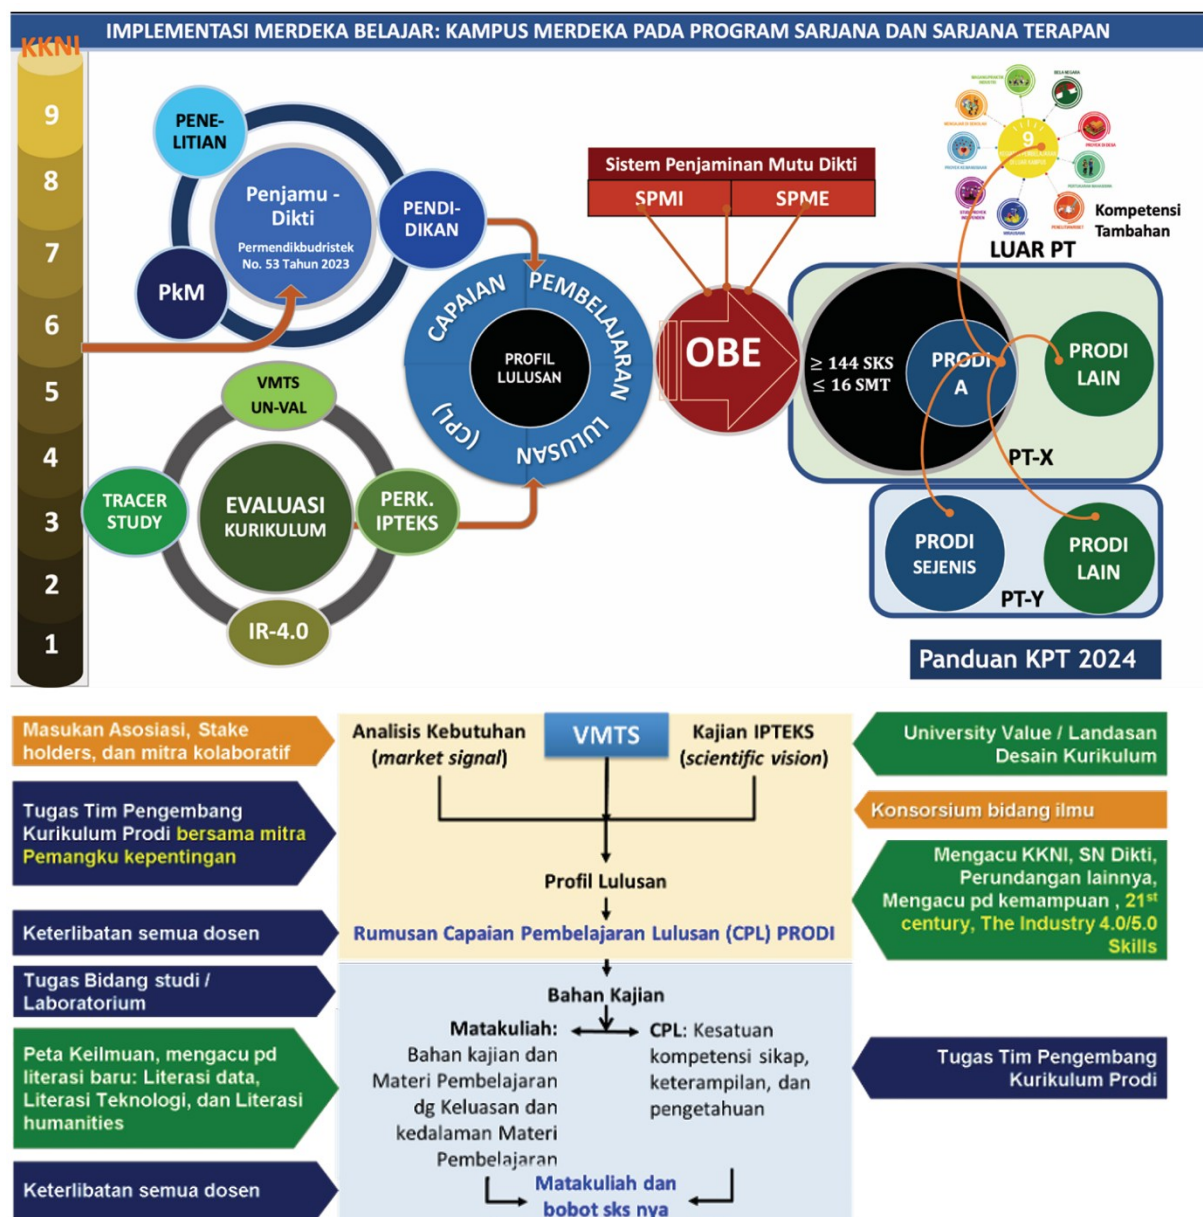 IMPLEMENTASI MERDEKA BELAJAR: KAMPUS MERDEKA PADA PROGRAM SARJANA DAN SARJANA TERAPAN
KKNI
9
8
7
6
5
4
3
2
1
PENE-
LITIAN
Penjamu -
Dikti
Permendikbudristek
No. 53 Tahun 2023
PENDI-
DIKAN
PkM
VMTS
UN-VAL
TRACER
STUDY
EVALUASI
KURIKULUM
PERK.
IPTEKS
IR-4.0
CAPAIAN PEMBELAJARAN LULUSAN (CPL)
PROFIL
LULUSAN
Sistem Penjaminan Mutu Dikti
SPMI
SPME
OBE
≥ 144 SKS
≤ 16 SMT
PRODI
A
PRODI
LAIN
PT-X
PRODI
SEJENIS
PRODI
LAIN
PT-Y
9
BELA NEGARA
PROYEK DI DESA
Kompetensi
Tambahan
LUAR PT
Panduan KPT 2024
Masukan Asosiasi, Stake
holders, dan mitra kolaboratif
Tugas Tim Pengembang
Kurikulum Prodi bersama mitra
Pemangku kepentingan
Keterlibatan semua dosen
Tugas Bidang studi /
Laboratorium
Peta Keilmuan, mengacu pd
literasi baru: Literasi data,
Literasi Teknologi, dan Literasi
humanities
Keterlibatan semua dosen
Analisis Kebutuhan
(market signal)
VMTS
Kajian IPTEKS
(scientific vision)
Profil Lulusan
Rumusan Capaian Pembelajaran Lulusan (CPL) PRODI
Bahan Kajian
Matakuliah:
Bahan kajian dan
Materi Pembelajaran
dg Keluasan dan
kedalaman Materi
Pembelajaran
CPL: Kesatuan
kompetensi sikap,
keterampilan, dan
pengetahuan
Matakuliah dan
bobot sks nya
University Value / Landasan
Desain Kurikulum
Konsorsium bidang ilmu
Mengacu KKNI, SN Dikti,
Perundangan lainnya,
Mengacu pd kemampuan , 21st
century, The Industry 4.0/5.0
Skills
Tugas Tim Pengembang
Kurikulum Prodi